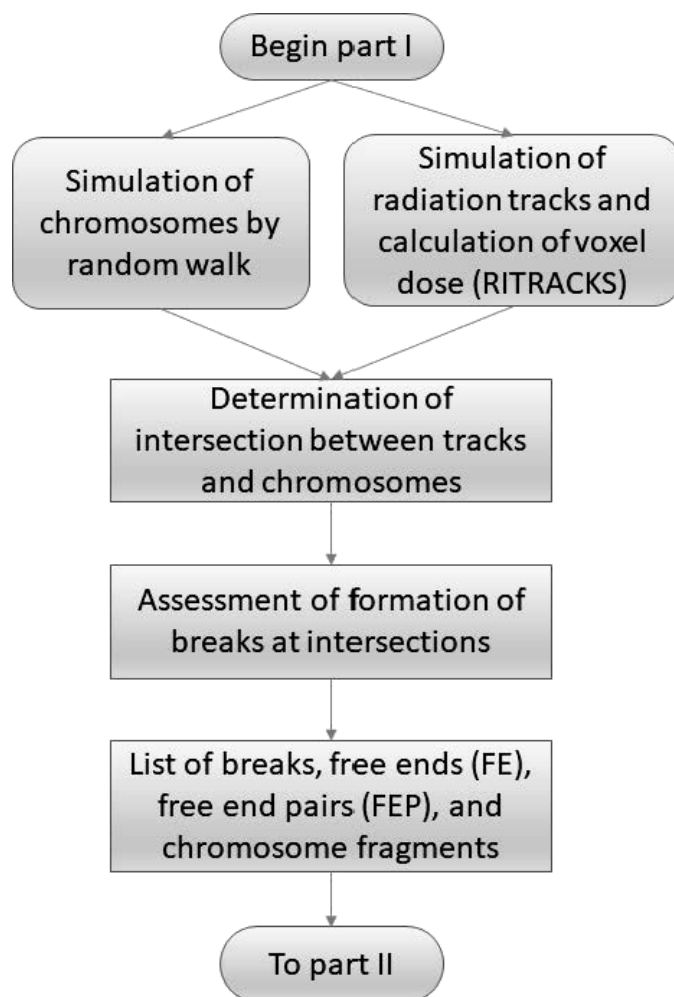 Begin part I
Simulation of
chromosomes by
random walk
Simulation of
radiation tracks and
calculation of voxel
dose (RITRACKS)
Determination of
intersection between tracks
and chromosomes
Assessment of formation of
breaks at intersections
List of breaks, free ends (FE),
free end pairs (FEP), and
chromosome fragments
To part II